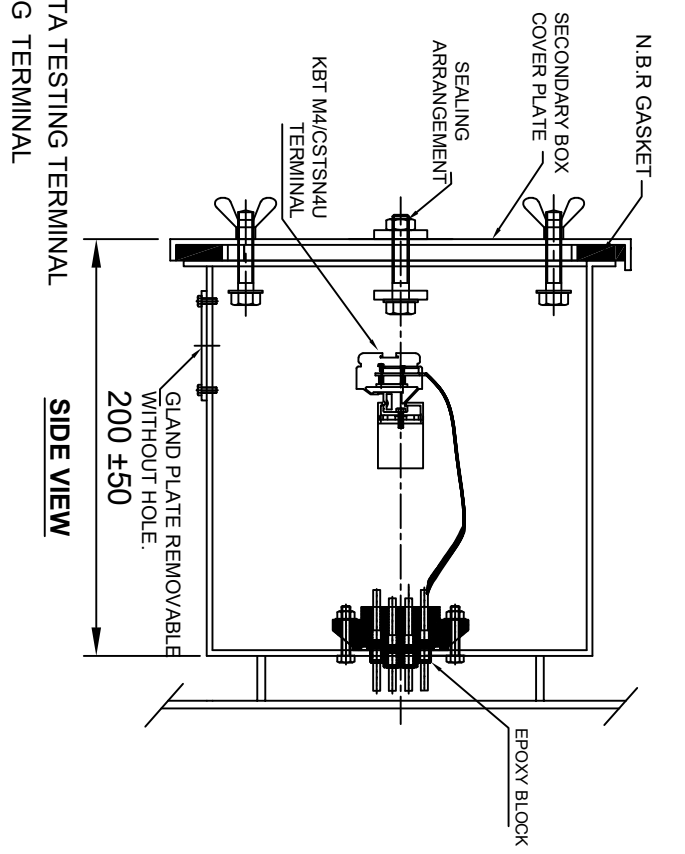 N.B.R GASKET
SECONDARY BOX
COVER PLATE
SEALING
ARRANGEMENT
KBT M4/CSTSN4U
TERMINAL
EPOXY BLOCK
GLAND PLATE REMOVABLE
WITHOUT HOLE.
200 ±50
SIDE VIEW
TA TESTING TERMINAL
G TERMINAL